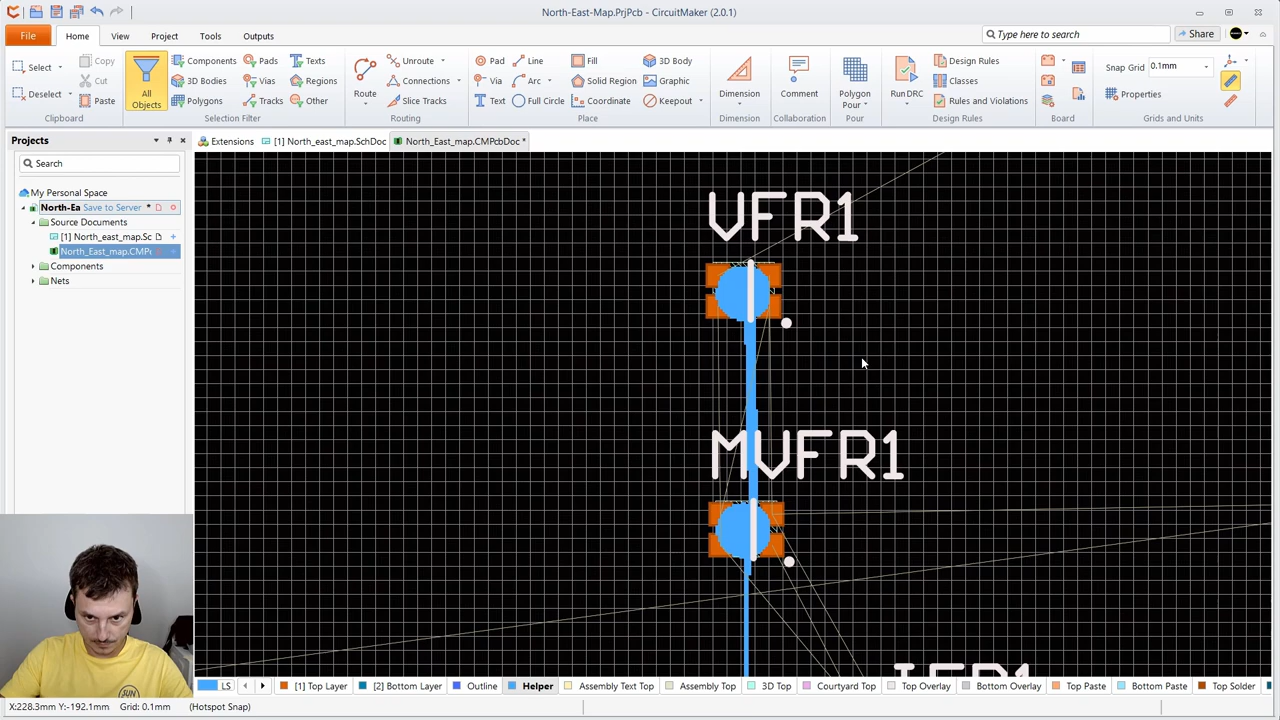 North-East-Map.PrjPcb - CircuitMaker (2.0.1)
File Home View Project Tools Outputs
Type here to search
Share
Select
Deselect
Copy
Cut
Paste
Clipboard
All Objects
Components
3D Bodies
Polygons
Pads
Vias
Tracks
Texts
Regions
Other
Selection Filter
Route
Unroute
Connections
Slice Tracks
Routing
Pad
Via
Text
Line
Arc
Full Circle
Fill
Solid Region
Coordinate
3D Body
Graphic
Keepout
Place
Dimension
Dimension
Comment
Collaboration
Polygon Pour
Pour
Run DRC
Design Rules
Classes
Rules and Violations
Design Rules
Board
Snap Grid 0.1mm
Properties
Grids and Units
Projects
Extensions [1] North_east_map.SchDoc North_East_map.CMPcbDoc *
Search
My Personal Space
North-Ea Save to Server *
Source Documents
[1] North_east_map.Sc
North_East_map.CMPc
Components
Nets
VFR1
MVFR1
LS [1] Top Layer [2] Bottom Layer Outline Helper Assembly Text Top Assembly Top 3D Top Courtyard Top Top Overlay Bottom Overlay Top Paste Bottom Paste Top Solder
X:228.3mm Y:-192.1mm Grid: 0.1mm (Hotspot Snap)
SUN